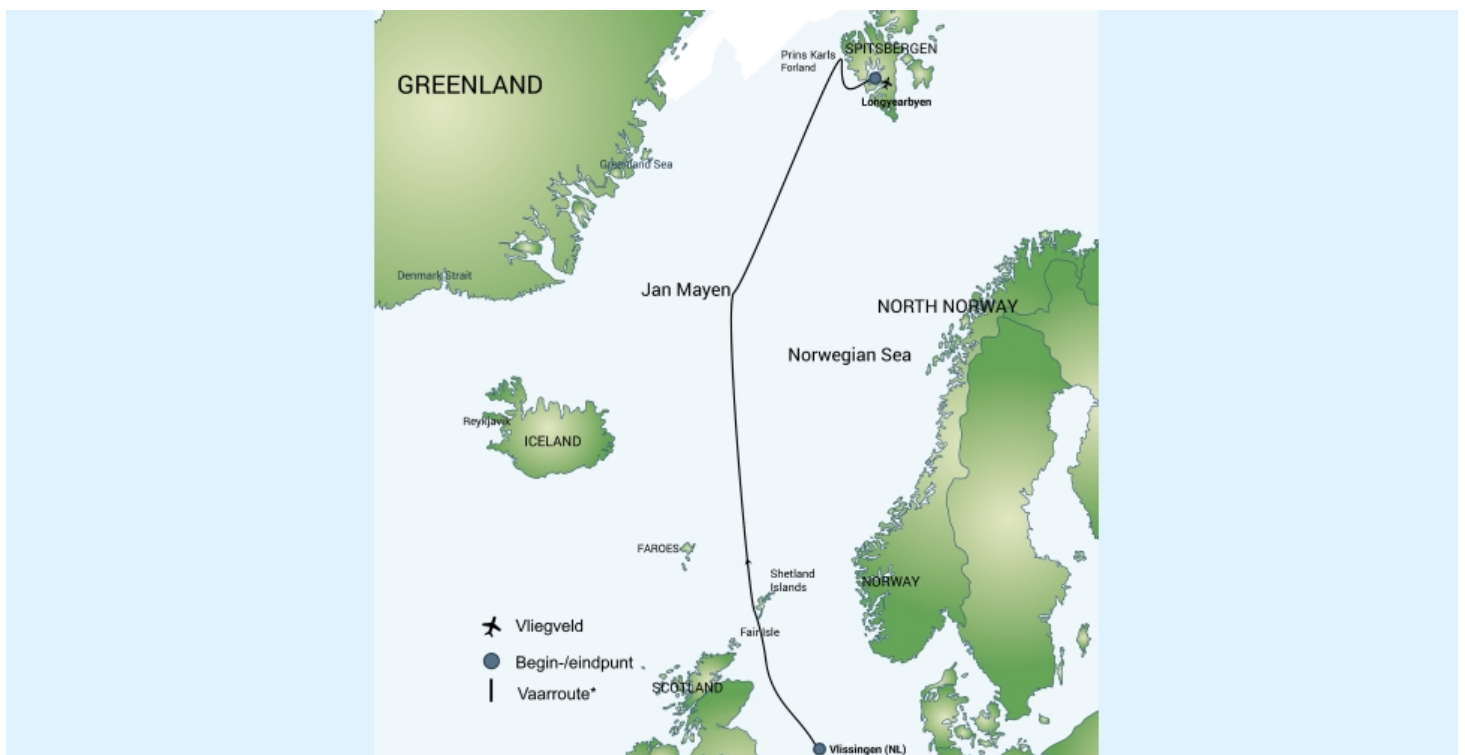 SPITSBERGEN
Prins Karls
Forland
GREENLAND
Longyearbyen
Greenland Sea
Denmark Strait
Jan Mayen
NORTH NORWAY
Norwegian Sea
Reykjavik
ICELAND
FAROES
Shetland
Islands
NORWAY
Vliegveld
Fair Isle
Begin-/eindpunt
SCOTLAND
Vaarroute*
Vlissingen (NL)